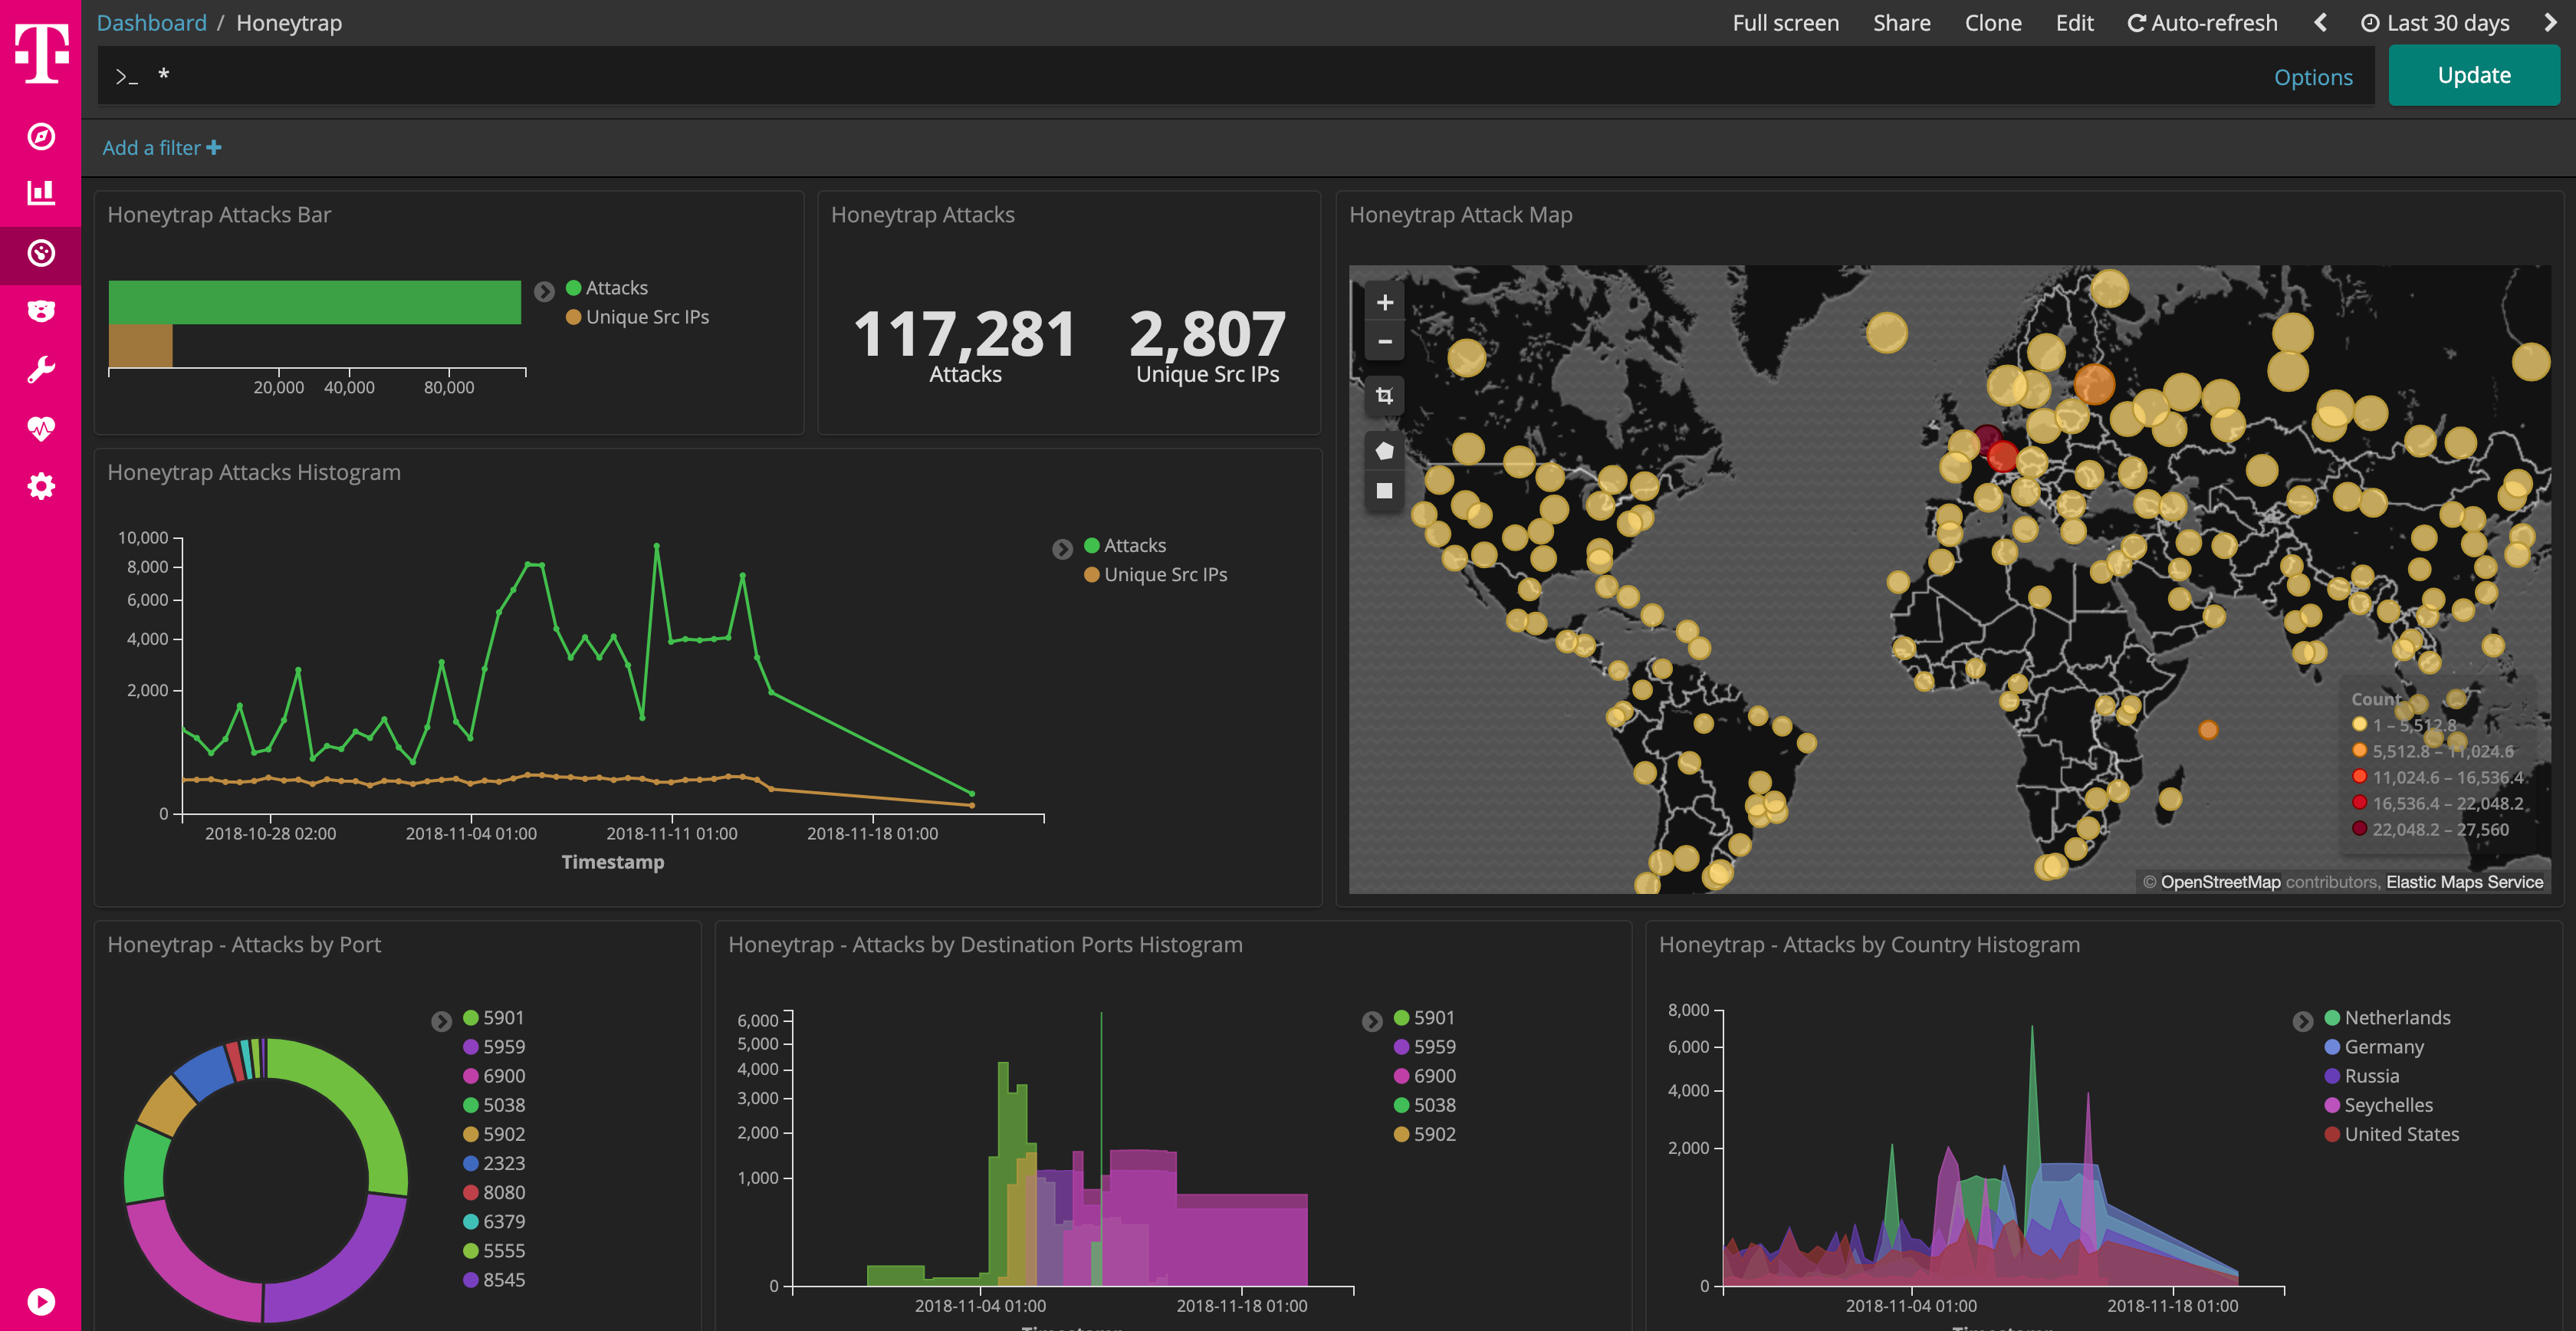 Dashboard / Honeytrap
Full screen Share Clone Edit Auto-refresh Last 30 days
>_ *
Options
Update
Add a filter
Honeytrap Attacks Bar
Attacks
Unique Src IPs
20,000 40,000 80,000
Honeytrap Attacks
117,281 2,807
Attacks Unique Src IPs
Honeytrap Attack Map
+
−
Count
1 – 5,512.8
5,512.8 – 11,024.6
11,024.6 – 16,536.4
16,536.4 – 22,048.2
22,048.2 – 27,560
© OpenStreetMap contributors, Elastic Maps Service
Honeytrap Attacks Histogram
10,000
8,000
6,000
4,000
2,000
0
2018-10-28 02:00 2018-11-04 01:00 2018-11-11 01:00 2018-11-18 01:00
Timestamp
Attacks
Unique Src IPs
Honeytrap - Attacks by Port
5901
5959
6900
5038
5902
2323
8080
6379
5555
8545
Honeytrap - Attacks by Destination Ports Histogram
6,000
5,000
4,000
3,000
2,000
1,000
0
2018-11-04 01:00 2018-11-18 01:00
Timestamp
5901
5959
6900
5038
5902
Honeytrap - Attacks by Country Histogram
8,000
6,000
4,000
2,000
0
2018-11-04 01:00 2018-11-18 01:00
Timestamp
Netherlands
Germany
Russia
Seychelles
United States